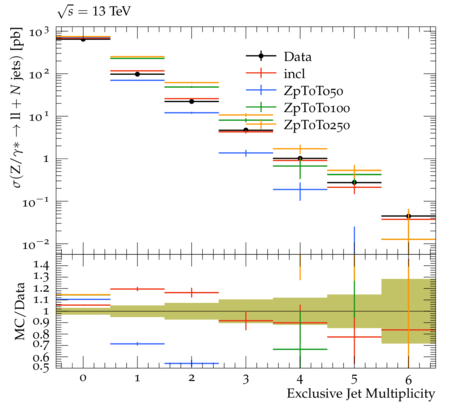 √s = 13 TeV
σ(Z/γ* → ll + N jets) [pb]
10³
10²
10¹
1
10⁻¹
10⁻²
Data
incl
ZpToTo50
ZpToTo100
ZpToTo250
MC/Data
1.4
1.3
1.2
1.1
1
0.9
0.8
0.7
0.6
0.5
0 1 2 3 4 5 6
Exclusive Jet Multiplicity